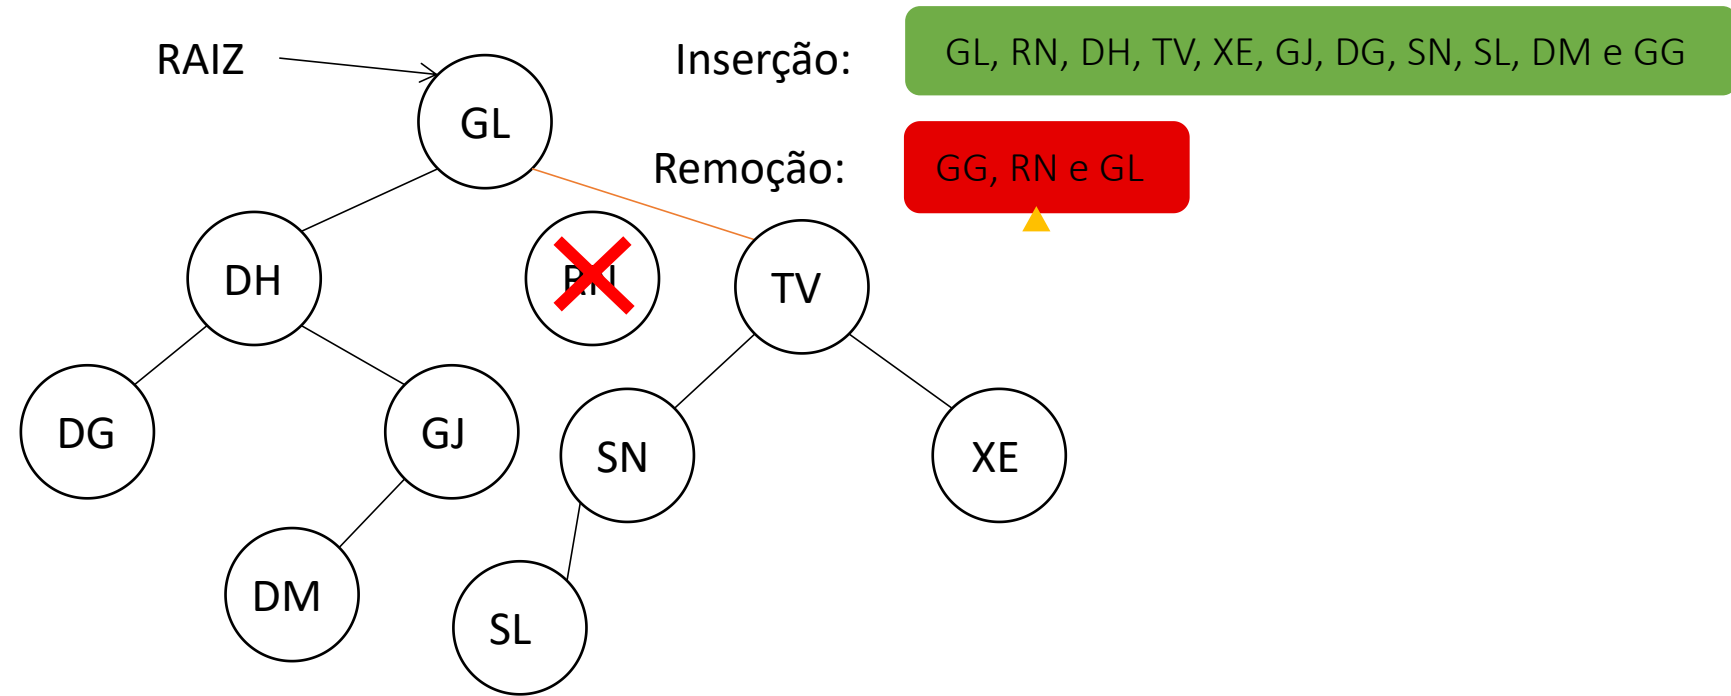 RAIZ
Inserção:
GL, RN, DH, TV, XE, GJ, DG, SN, SL, DM e GG
GL
Remoção:
GG, RN e GL
DH
RN
TV
DG
GJ
SN
XE
DM
SL